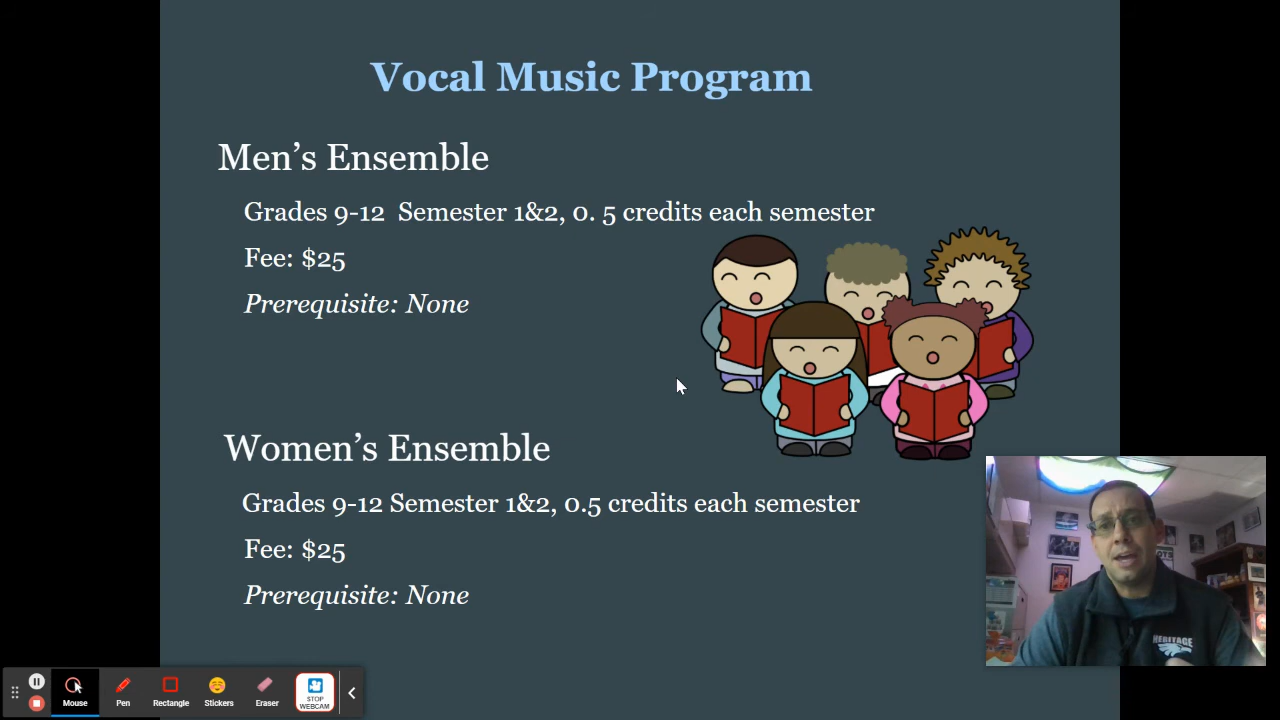 Vocal Music Program
Men's Ensemble
Grades 9-12  Semester 1&2, 0. 5 credits each semester
Fee: $25
Prerequisite: None
Women's Ensemble
Grades 9-12 Semester 1&2, 0.5 credits each semester
Fee: $25
Prerequisite: None
HERITAGE
Mouse
Pen
Rectangle
Stickers
Eraser
STOP
WEBCAM